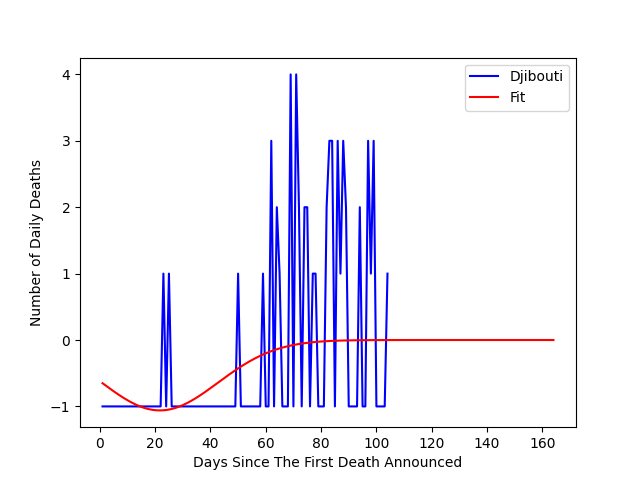 Djibouti
Fit
4
3
2
1
0
−1
Number of Daily Deaths
0 20 40 60 80 100 120 140 160
Days Since The First Death Announced